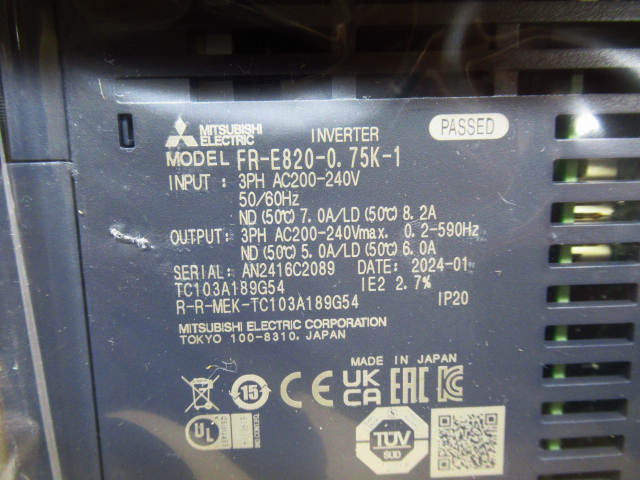 MITSUBISHI
ELECTRIC
INVERTER
PASSED
MODEL FR-E820-0.75K-1
INPUT : 3PH AC200-240V
50/60Hz
ND (50℃) 7.0A/LD (50℃) 8.2A
OUTPUT: 3PH AC200-240Vmax. 0.2-590Hz
ND (50℃) 5.0A/LD (50℃) 6.0A
SERIAL: AN2416C2089 DATE: 2024-01
TC103A189G54 IE2 2.7%
R-R-MEK-TC103A189G54 IP20
MITSUBISHI ELECTRIC CORPORATION
TOKYO 100-8310, JAPAN
MADE IN JAPAN
15 CE UK CA EAC
UL
TÜV
SÜD